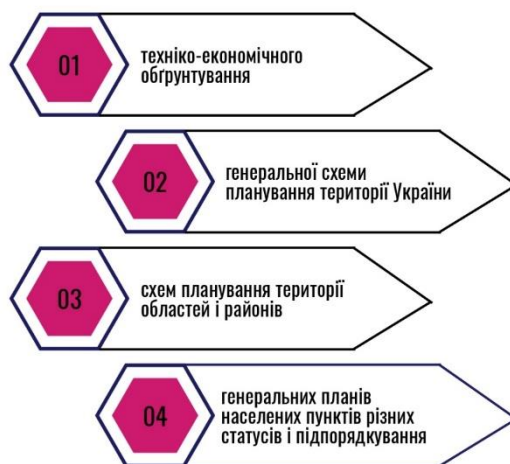 01
техніко-економічного
обґрунтування
02
генеральної схеми
планування території України
03
схем планування території
областей і районів
04
генеральних планів
населених пунктів різних
статусів і підпорядкування